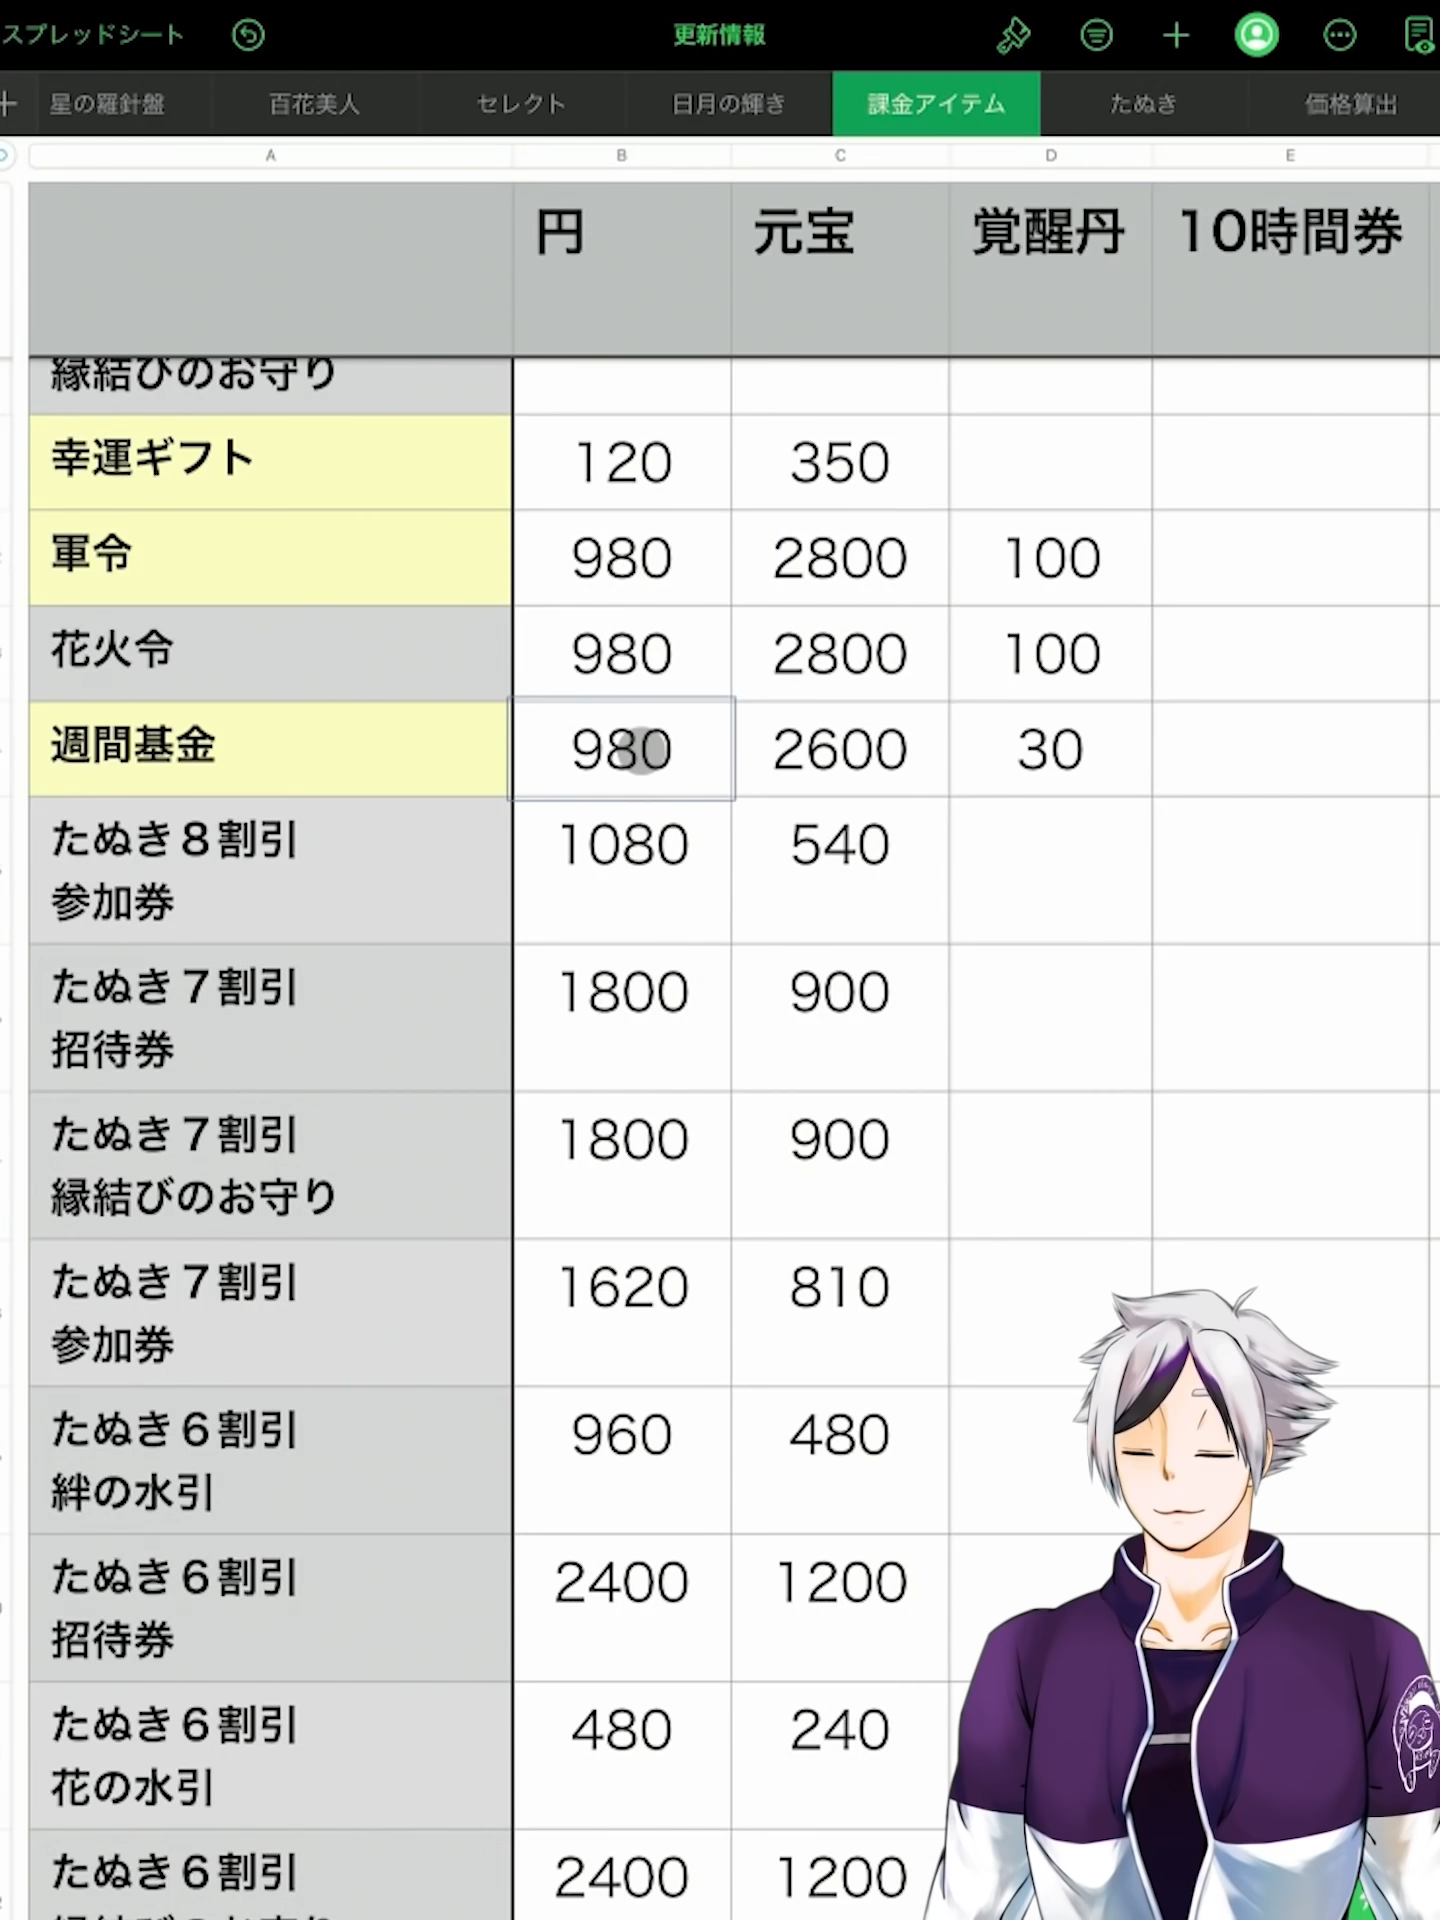 スプレッドシート 更新情報
星の羅針盤 百花美人 セレクト 日月の輝き 課金アイテム たぬき 価格算出
A B C D E
円 元宝 覚醒丹 10時間券
縁結びのお守り
幸運ギフト 120 350
軍令 980 2800 100
花火令 980 2800 100
週間基金 980 2600 30
たぬき8割引 1080 540
参加券
たぬき7割引 1800 900
招待券
たぬき7割引 1800 900
縁結びのお守り
たぬき7割引 1620 810
参加券
たぬき6割引 960 480
絆の水引
たぬき6割引 2400 1200
招待券
たぬき6割引 480 240
花の水引
たぬき6割引 2400 1200